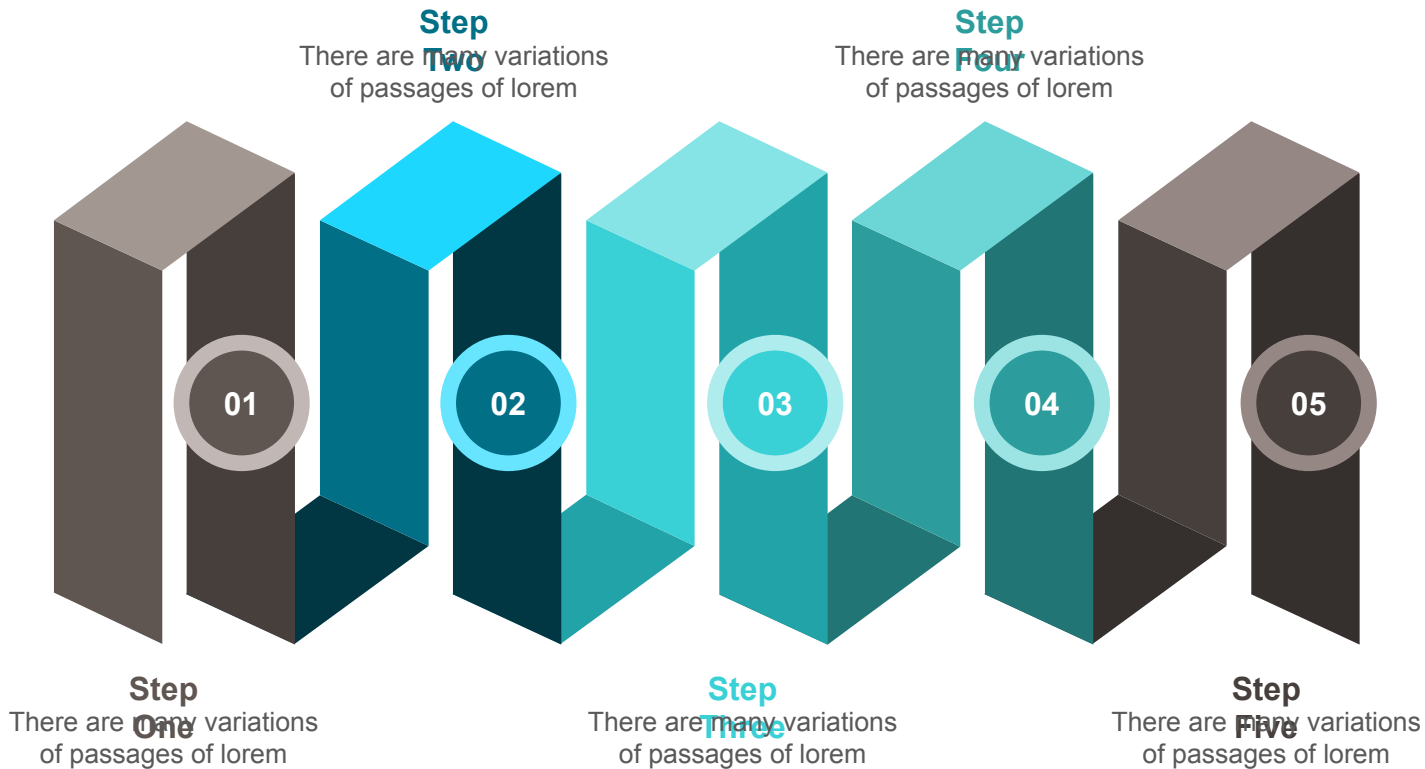 Step
Two
There are many variations
of passages of lorem
Step
Four
There are many variations
of passages of lorem
01
02
03
04
05
Step
One
There are many variations
of passages of lorem
Step
Three
There are many variations
of passages of lorem
Step
Five
There are many variations
of passages of lorem